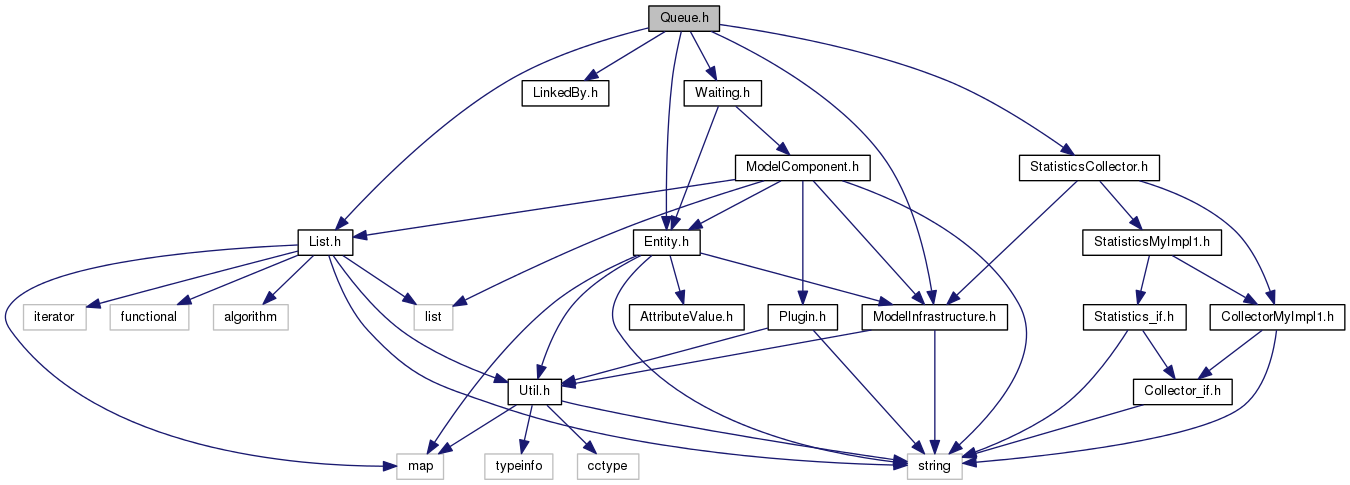 Queue.h
LinkedBy.h
Waiting.h
ModelComponent.h
StatisticsCollector.h
List.h
Entity.h
StatisticsMyImpl1.h
iterator
functional
algorithm
list
AttributeValue.h
Plugin.h
ModelInfrastructure.h
Statistics_if.h
CollectorMyImpl1.h
Util.h
Collector_if.h
map
typeinfo
cctype
string